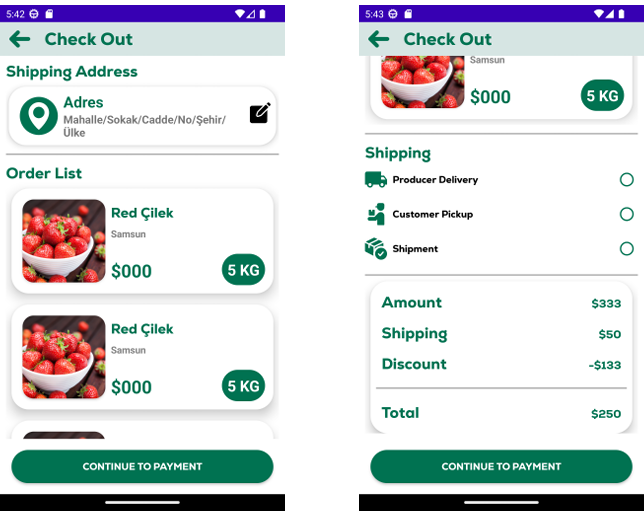 5:42
Check Out
Shipping Address
Adres
Mahalle/Sokak/Cadde/No/Şehir/
Ülke
Order List
Red Çilek
Samsun
$000
5 KG
Red Çilek
Samsun
$000
5 KG
CONTINUE TO PAYMENT
5:43
Check Out
Samsun
$000
5 KG
Shipping
Producer Delivery
Customer Pickup
Shipment
Amount
$333
Shipping
$50
Discount
-$133
Total
$250
CONTINUE TO PAYMENT